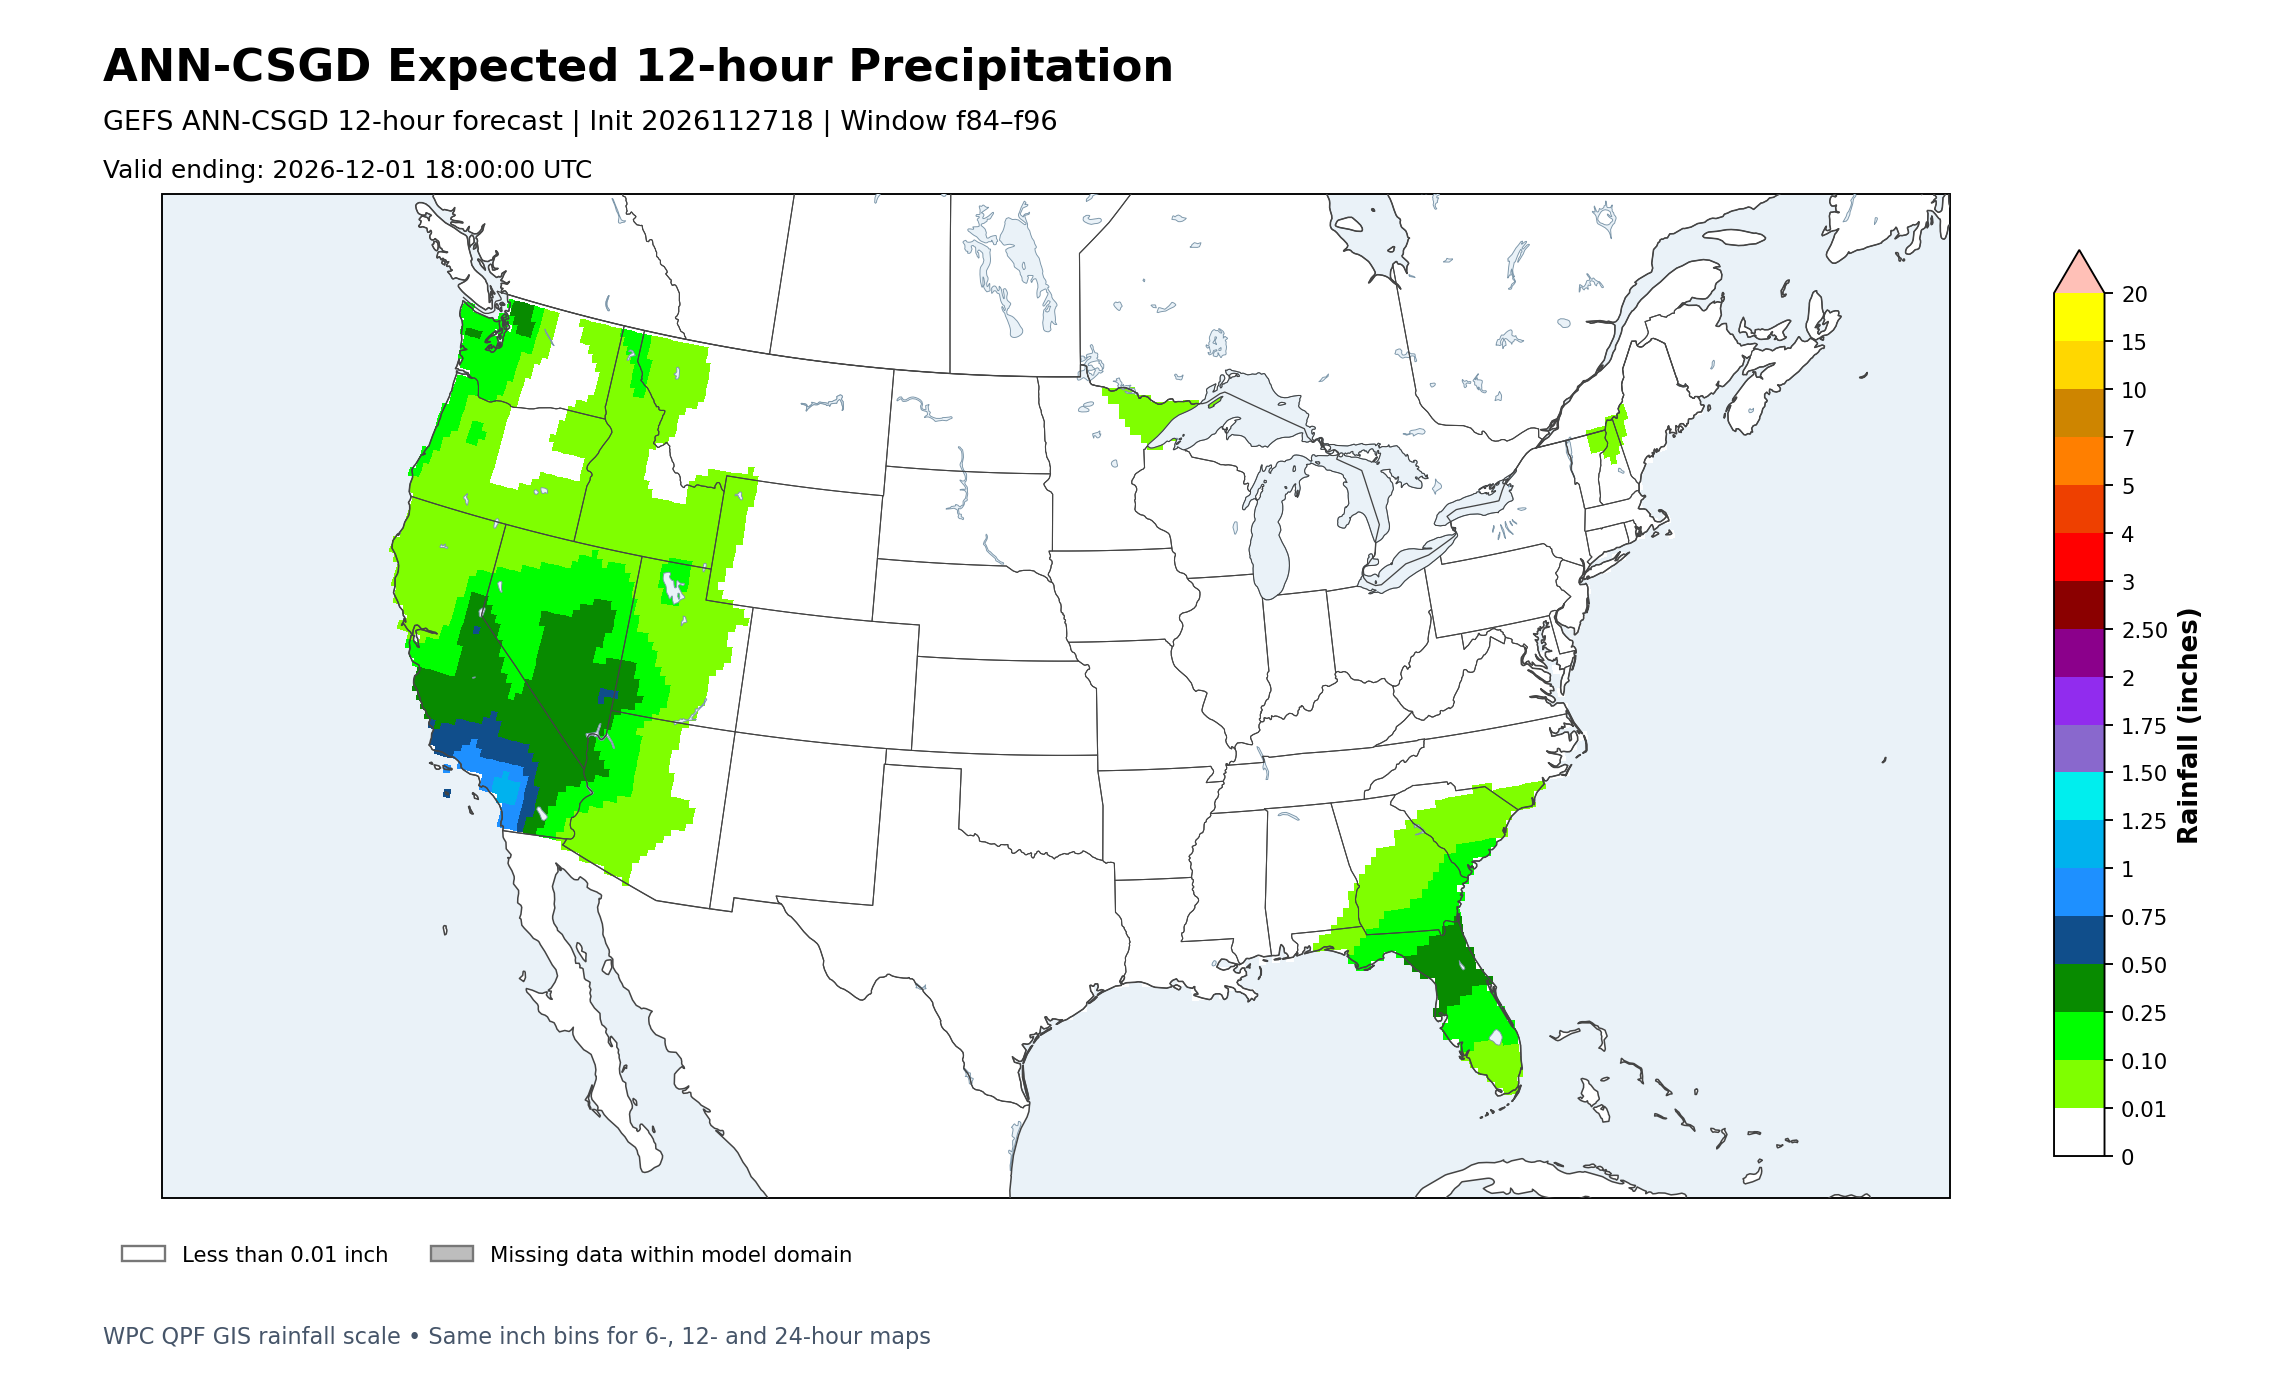 ANN-CSGD Expected 12-hour Precipitation
GEFS ANN-CSGD 12-hour forecast | Init 2026112718 | Window f84–f96
Valid ending: 2026-12-01 18:00:00 UTC
20
15
10
7
5
4
3
2.50
2
1.75
1.50
1.25
1
0.75
0.50
0.25
0.10
0.01
0
Rainfall (inches)
Less than 0.01 inch
Missing data within model domain
WPC QPF GIS rainfall scale • Same inch bins for 6-, 12- and 24-hour maps